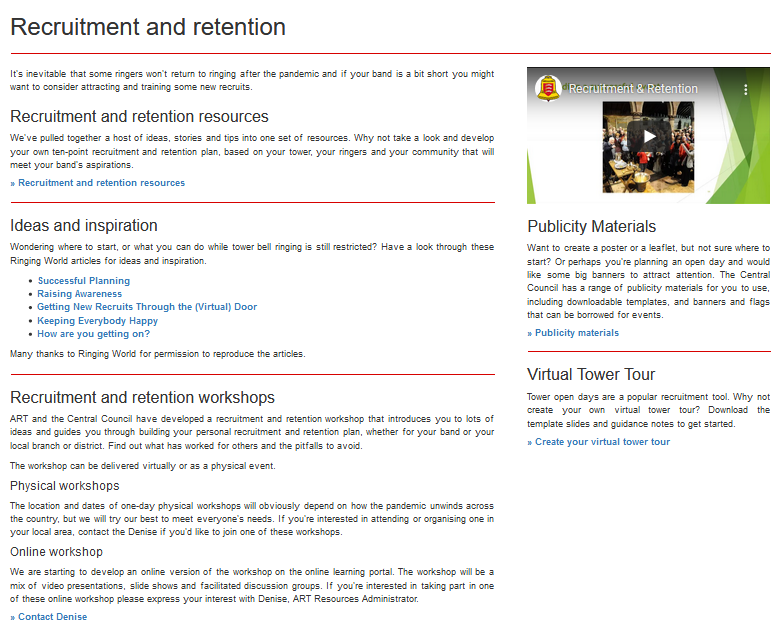 Recruitment and retention
It's inevitable that some ringers won't return to ringing after the pandemic and if your band is a bit short you might
want to consider attracting and training some new recruits.
Recruitment and retention resources
We've pulled together a host of ideas, stories and tips into one set of resources. Why not take a look and develop
your own ten-point recruitment and retention plan, based on your tower, your ringers and your community that will
meet your band's aspirations.
» Recruitment and retention resources
Ideas and inspiration
Wondering where to start, or what you can do while tower bell ringing is still restricted? Have a look through these
Ringing World articles for ideas and inspiration.
• Successful Planning
• Raising Awareness
• Getting New Recruits Through the (Virtual) Door
• Keeping Everybody Happy
• How are you getting on?
Many thanks to Ringing World for permission to reproduce the articles.
Recruitment and retention workshops
ART and the Central Council have developed a recruitment and retention workshop that introduces you to lots of
ideas and guides you through building your personal recruitment and retention plan, whether for your band or your
local branch or district. Find out what has worked for others and the pitfalls to avoid.
The workshop can be delivered virtually or as a physical event.
Physical workshops
The location and dates of one-day physical workshops will obviously depend on how the pandemic unwinds across
the country, but we will try our best to meet everyone's needs. If you're interested in attending or organising one in
your local area, contact the Denise if you'd like to join one of these workshops.
Online workshop
We are starting to develop an online version of the workshop on the online learning portal. The workshop will be a
mix of video presentations, slide shows and facilitated discussion groups. If you're interested in taking part in one
of these online workshop please express your interest with Denise, ART Resources Administrator.
» Contact Denise
Recruitment & Retention
Publicity Materials
Want to create a poster or a leaflet, but not sure where to
start? Or perhaps you're planning an open day and would
like some big banners to attract attention. The Central
Council has a range of publicity materials for you to use,
including downloadable templates, and banners and flags
that can be borrowed for events.
» Publicity materials
Virtual Tower Tour
Tower open days are a popular recruitment tool. Why not
create your own virtual tower tour? Download the
template slides and guidance notes to get started.
» Create your virtual tower tour